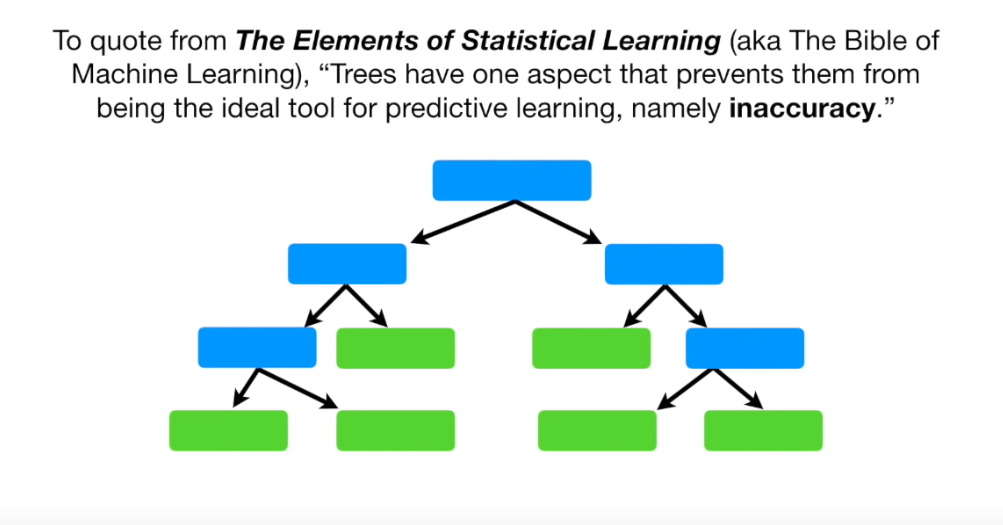 To quote from The Elements of Statistical Learning (aka The Bible of
Machine Learning), “Trees have one aspect that prevents them from
being the ideal tool for predictive learning, namely inaccuracy.”